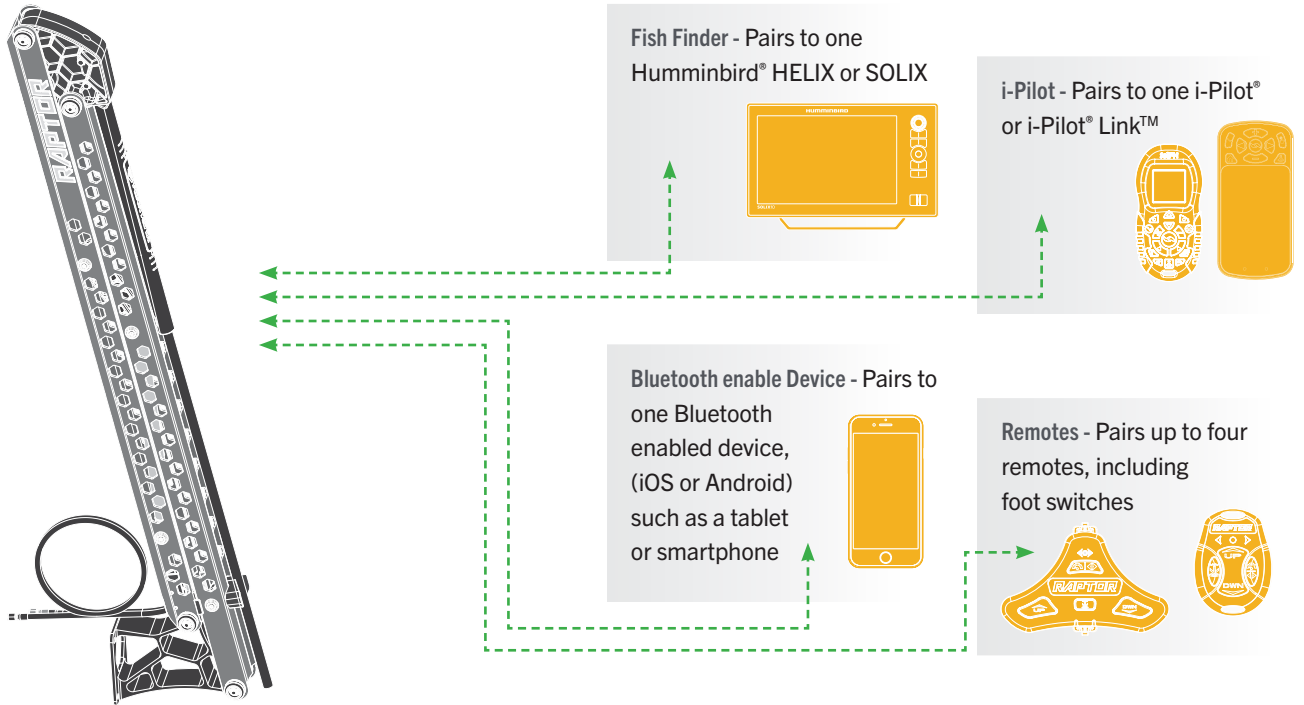 RAPTOR
Fish Finder - Pairs to one
Humminbird® HELIX or SOLIX
HUMMINBIRD
i-Pilot - Pairs to one i-Pilot®
or i-Pilot® Link™
Bluetooth enable Device - Pairs to
one Bluetooth
enabled device,
(iOS or Android)
such as a tablet
or smartphone
Remotes - Pairs up to four
remotes, including
foot switches
RAPTOR
UP
RAPTOR
UP
DWN